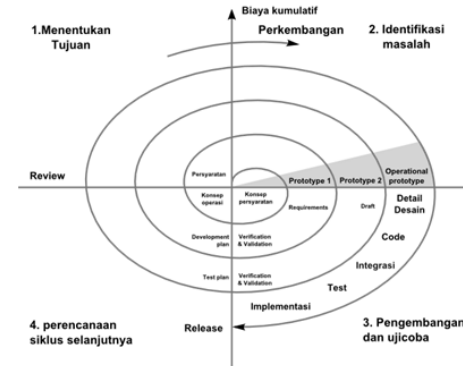 Biaya kumulatif
1.Menentukan
Tujuan
Perkembangan
2. Identifikasi
masalah
Review
Persyaratan
Prototype 1
Prototype 2
Operational
prototype
Konsep
operasi
Konsep
persyaratan
Requirements
Draft
Detail
Desain
Development
plan
Verification
& Validation
Code
Integrasi
Test plan
Verification
& Validation
Test
Implementasi
Release
4. perencanaan
siklus selanjutnya
3. Pengembangan
dan ujicoba